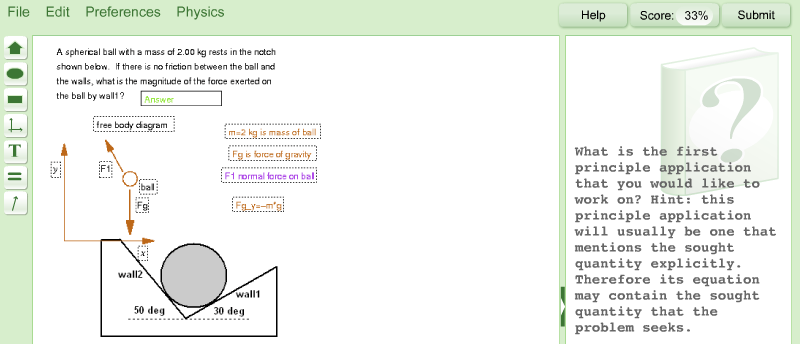 File Edit Preferences Physics
Help Score: 33% Submit
A spherical ball with a mass of 2.00 kg rests in the notch
shown below. If there is no friction between the ball and
the walls, what is the magnitude of the force exerted on
the ball by wall1? Answer
free body diagram
m=2 kg is mass of ball
Fg is force of gravity
F1 normal force on ball
Fg_y=-m*g
y
F1
ball
Fg
x
wall2
wall1
50 deg
30 deg
T
?
What is the first
principle application
that you would like to
work on? Hint: this
principle application
will usually be one that
mentions the sought
quantity explicitly.
Therefore its equation
may contain the sought
quantity that the
problem seeks.